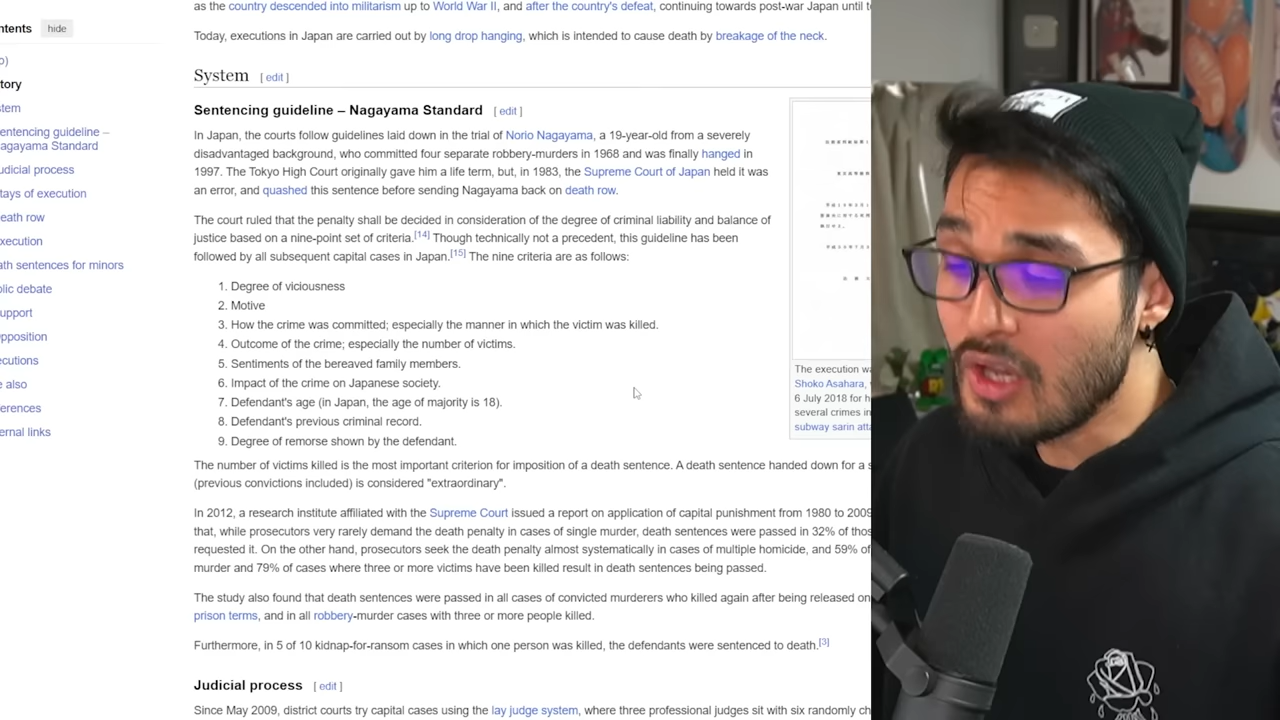 as the country descended into militarism up to World War II, and after the country's defeat, continuing towards post-war Japan until t
ntents hide
Today, executions in Japan are carried out by long drop hanging, which is intended to cause death by breakage of the neck.
tory
System [ edit ]
stem
Sentencing guideline – Nagayama Standard [ edit ]
entencing guideline –
agayama Standard
udicial process
tays of execution
eath row
xecution
ath sentences for minors
blic debate
upport
pposition
ecutions
e also
erences
ernal links
In Japan, the courts follow guidelines laid down in the trial of Norio Nagayama, a 19-year-old from a severely
disadvantaged background, who committed four separate robbery-murders in 1968 and was finally hanged in
1997. The Tokyo High Court originally gave him a life term, but, in 1983, the Supreme Court of Japan held it was
an error, and quashed this sentence before sending Nagayama back on death row.
The court ruled that the penalty shall be decided in consideration of the degree of criminal liability and balance of
justice based on a nine-point set of criteria.[14] Though technically not a precedent, this guideline has been
followed by all subsequent capital cases in Japan.[15] The nine criteria are as follows:
1. Degree of viciousness
2. Motive
3. How the crime was committed; especially the manner in which the victim was killed.
4. Outcome of the crime; especially the number of victims.
5. Sentiments of the bereaved family members.
6. Impact of the crime on Japanese society.
7. Defendant's age (in Japan, the age of majority is 18).
8. Defendant's previous criminal record.
9. Degree of remorse shown by the defendant.
The execution wa
Shoko Asahara,
6 July 2018 for h
several crimes in
subway sarin atta
The number of victims killed is the most important criterion for imposition of a death sentence. A death sentence handed down for a s
(previous convictions included) is considered "extraordinary".
In 2012, a research institute affiliated with the Supreme Court issued a report on application of capital punishment from 1980 to 2009
that, while prosecutors very rarely demand the death penalty in cases of single murder, death sentences were passed in 32% of thos
requested it. On the other hand, prosecutors seek the death penalty almost systematically in cases of multiple homicide, and 59% of
murder and 79% of cases where three or more victims have been killed result in death sentences being passed.
The study also found that death sentences were passed in all cases of convicted murderers who killed again after being released on
prison terms, and in all robbery-murder cases with three or more people killed.
Furthermore, in 5 of 10 kidnap-for-ransom cases in which one person was killed, the defendants were sentenced to death.[3]
Judicial process [ edit ]
Since May 2009, district courts try capital cases using the lay judge system, where three professional judges sit with six randomly ch